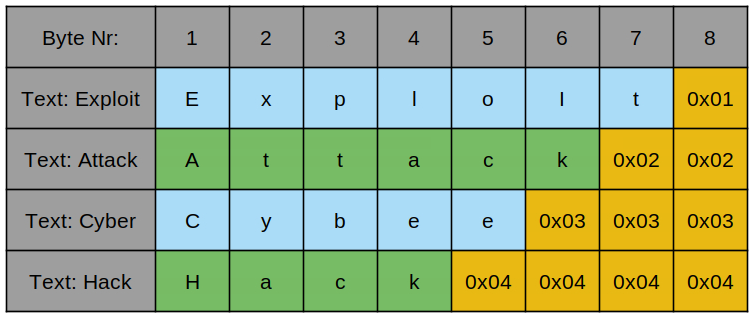 Byte Nr: 1 2 3 4 5 6 7 8
Text: Exploit E x p l o I t 0x01
Text: Attack A t t a c k 0x02 0x02
Text: Cyber C y b e e 0x03 0x03 0x03
Text: Hack H a c k 0x04 0x04 0x04 0x04